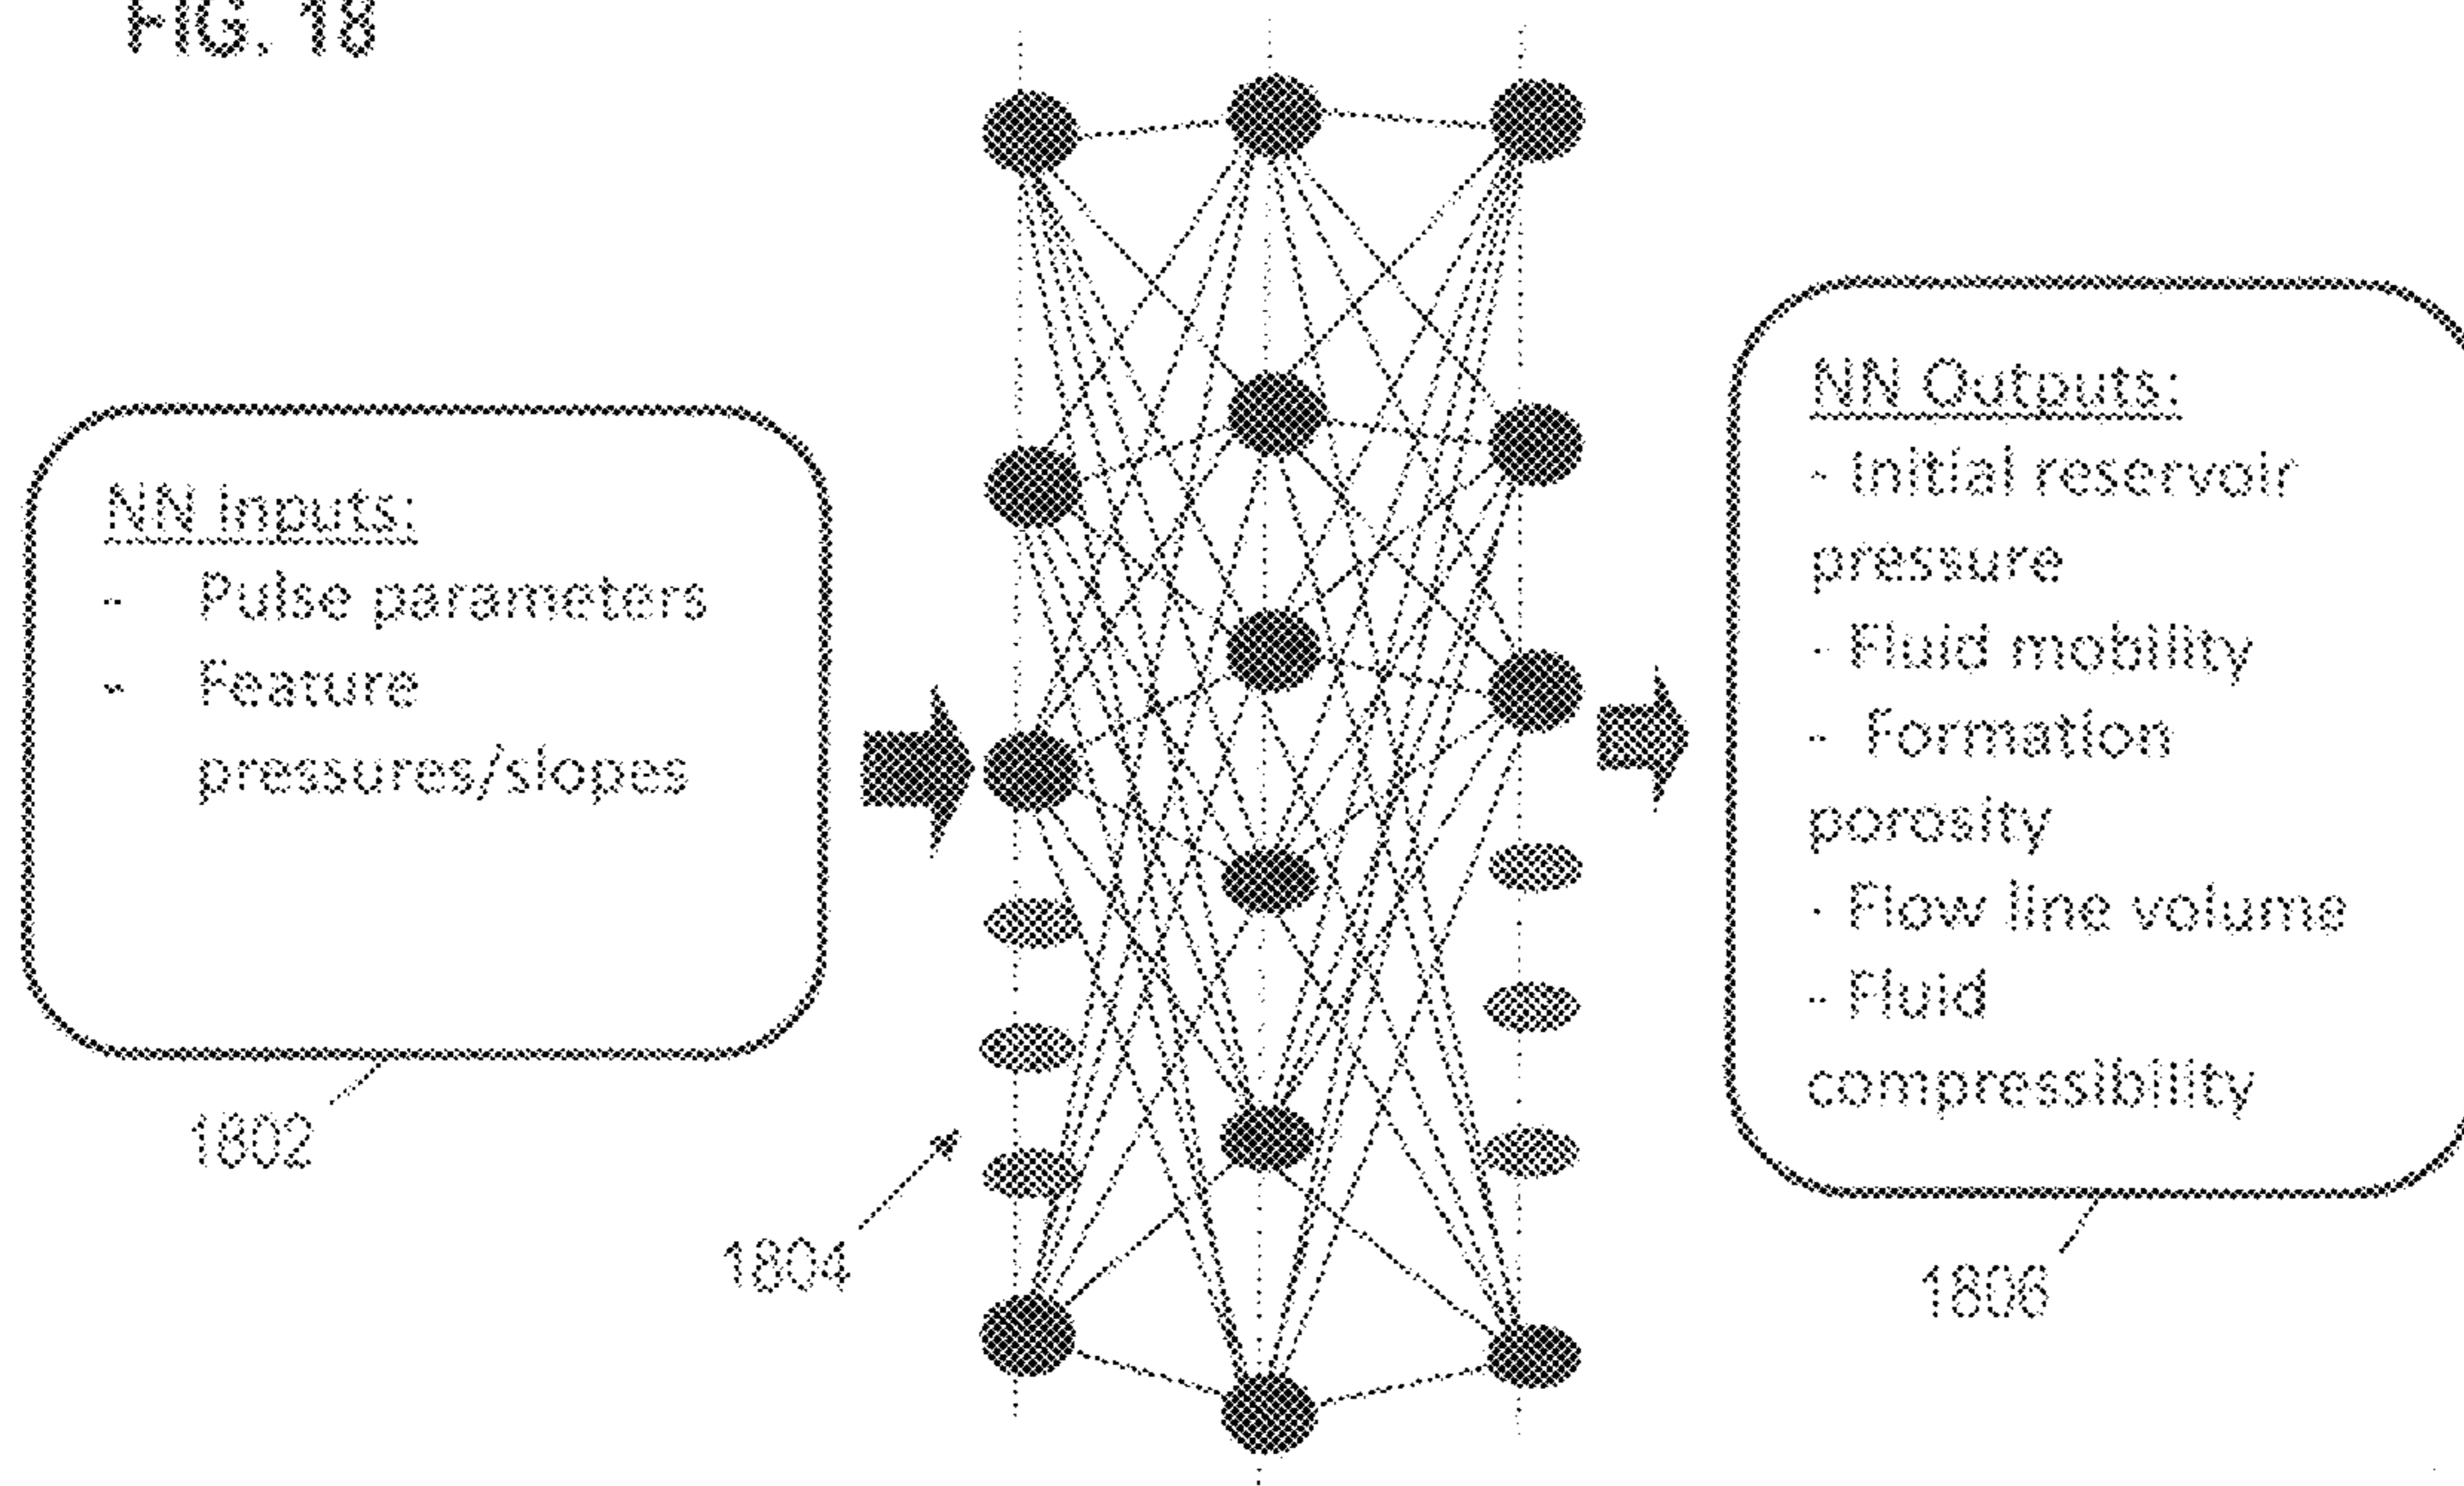 FIG. 18
NN Inputs:
- Pulse parameters
- Feature
pressures/slopes
1802
1804
NN Outputs:
- Initial reservoir
pressure
- Fluid mobility
- Formation
porosity
- Flow line volume
- Fluid
compressibility
1806